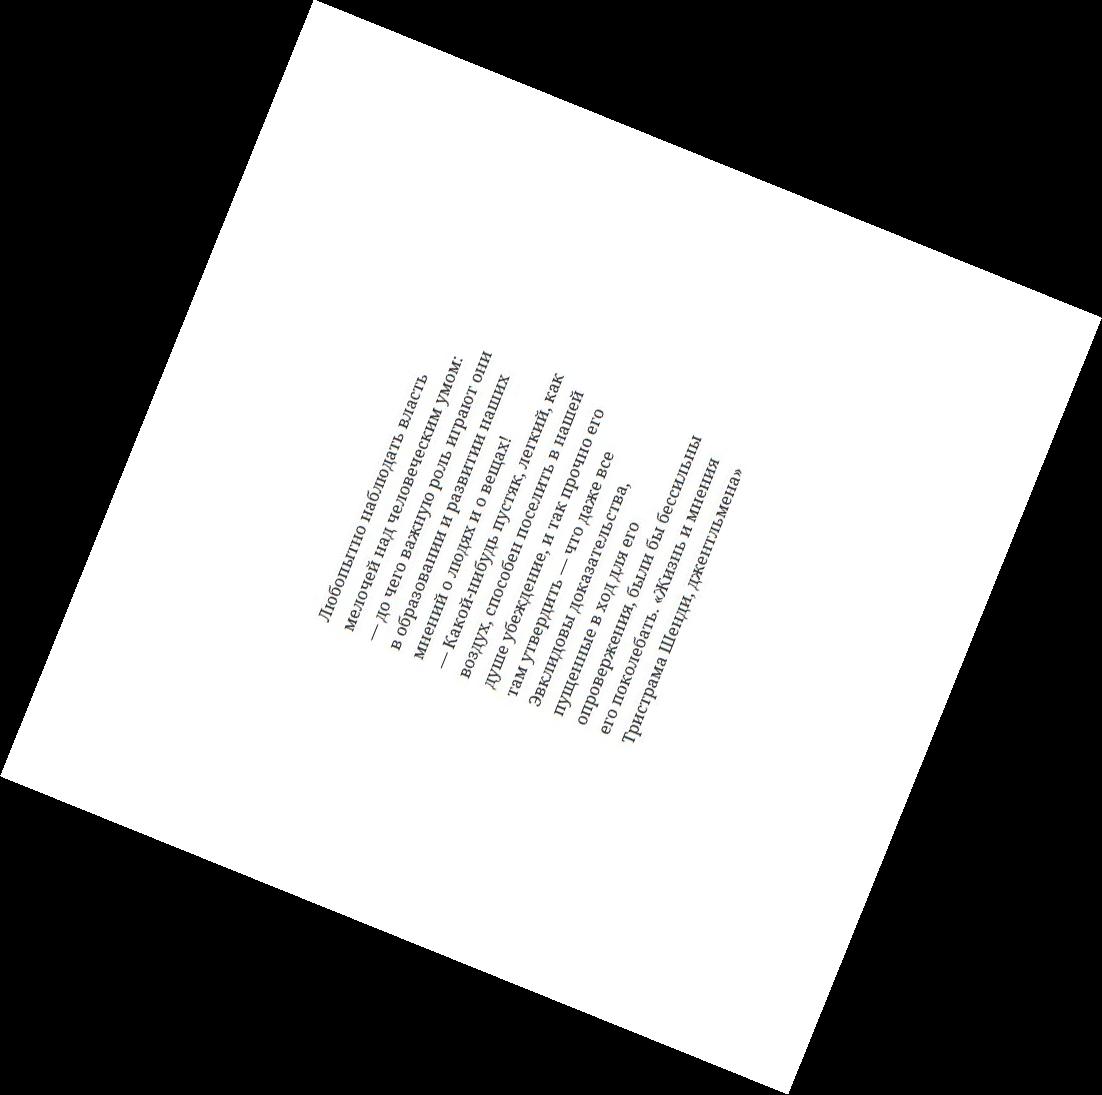 Любопытно наблюдать власть
мелочей над человеческим умом:
— до чего важную роль играют они
в образовании и развитии наших
мнений о людях и о вещах!
— Какой-нибудь пустяк, легкий, как
воздух, способен поселить в нашей
душе убеждение, и так прочно его
там утвердить — что даже все
Эвклидовы доказательства,
пущенные в ход для его
опровержения, были бы бессильны
его поколебать. «Жизнь и мнения
Тристрама Шенди, джентльмена»